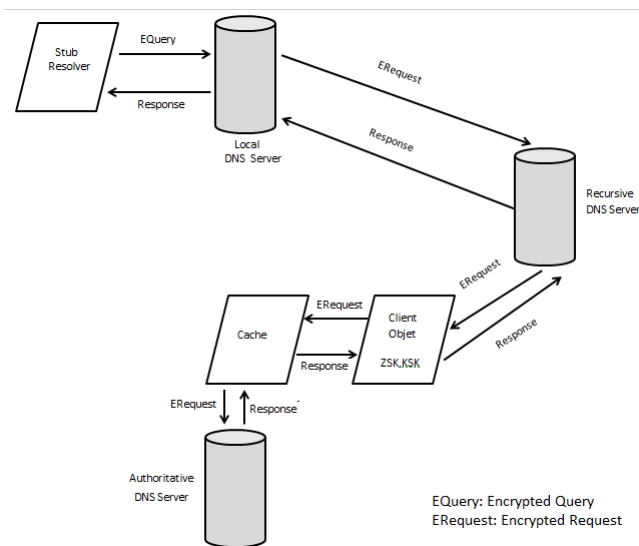 Stub
Resolver
EQuery
Response
Local
DNS Server
ERequest
Response
Recursive
DNS Server
ERequest
Response
ERequest
Response
Client
Objet
ZSK,KSK
Cache
ERequest
Response
Authoritative
DNS Server
EQuery: Encrypted Query
ERequest: Encrypted Request